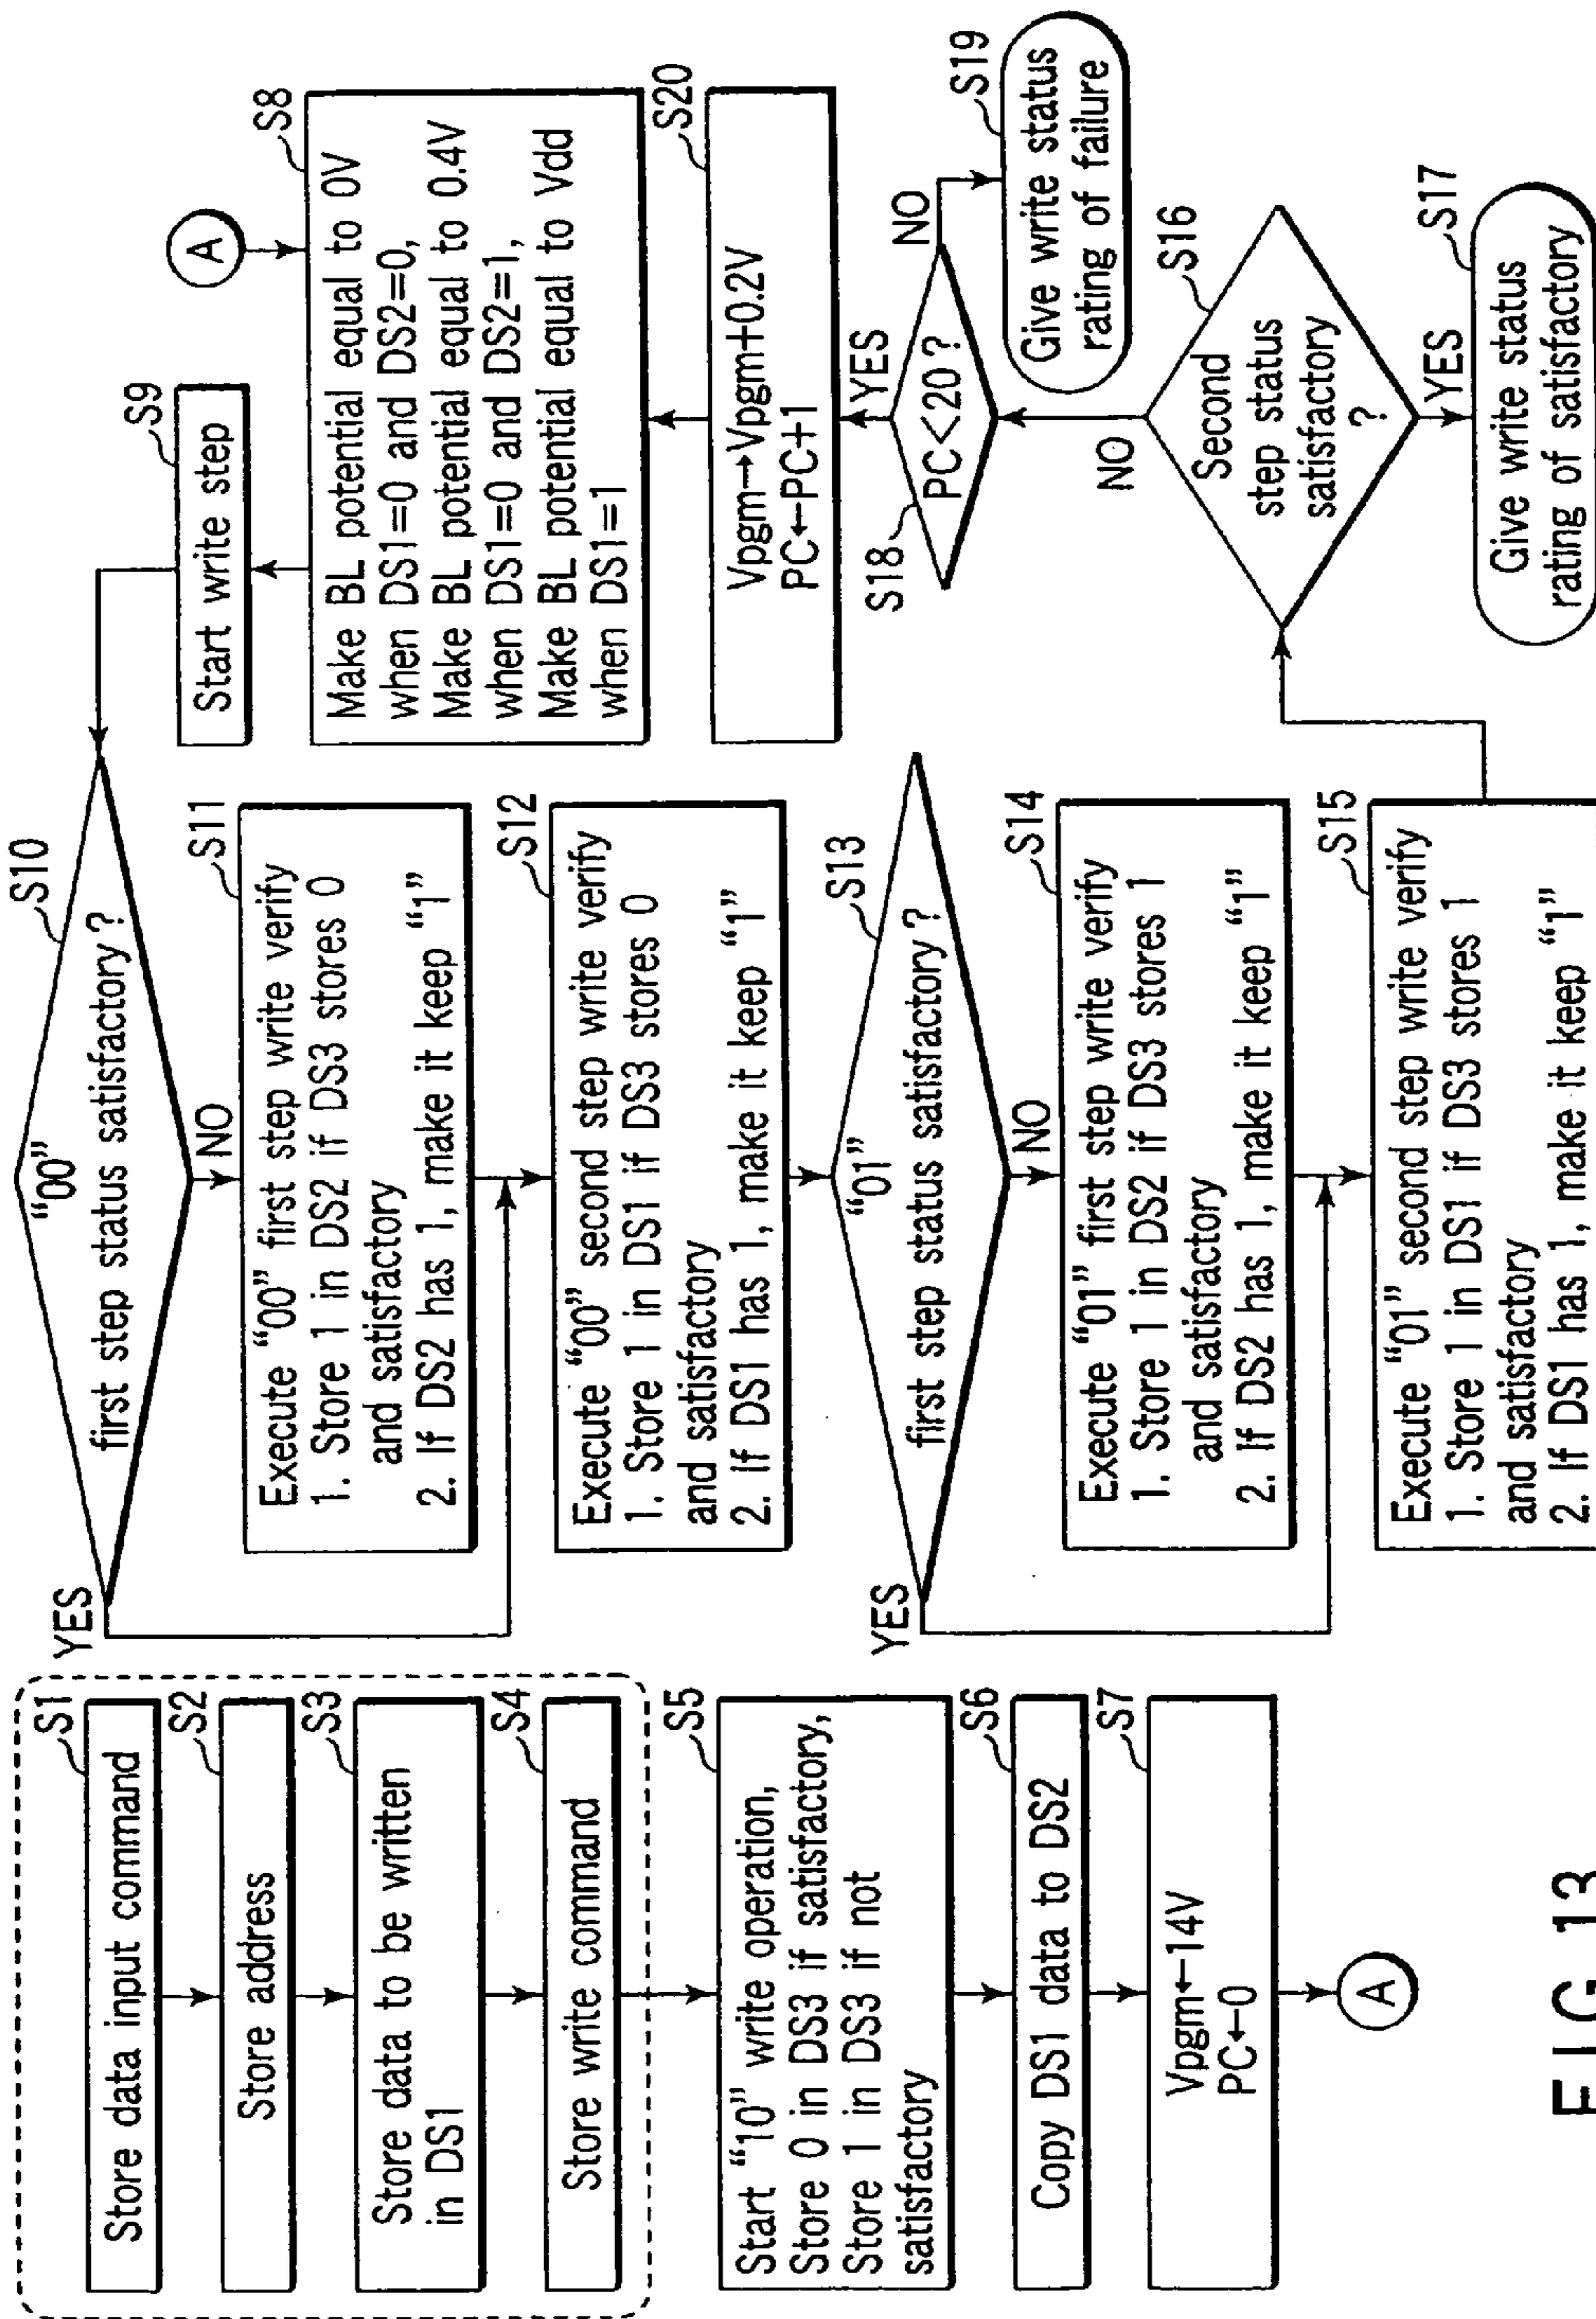 S1
Store data input command
S2
Store address
S3
Store data to be written
in DS1
S4
Store write command
S5
Start “10” write operation,
Store 0 in DS3 if satisfactory,
Store 1 in DS3 if not
satisfactory
S6
Copy DS1 data to DS2
S7
Vpgm←14V
PC←0
A
S10
“00”
first step status satisfactory ?
YES
NO
S11
Execute “00” first step write verify
1. Store 1 in DS2 if DS3 stores 0
and satisfactory
2. If DS2 has 1, make it keep “1”
S12
Execute “00” second step write verify
1. Store 1 in DS1 if DS3 stores 0
and satisfactory
2. If DS1 has 1, make it keep “1”
S13
“01”
first step status satisfactory ?
YES
NO
S14
Execute “01” first step write verify
1. Store 1 in DS2 if DS3 stores 1
and satisfactory
2. If DS2 has 1, make it keep “1”
S15
Execute “01” second step write verify
1. Store 1 in DS1 if DS3 stores 1
and satisfactory
2. If DS1 has 1, make it keep “1”
S9
Start write step
A
S8
Make BL potential equal to 0V
when DS1=0 and DS2=0,
Make BL potential equal to 0.4V
when DS1=0 and DS2=1,
Make BL potential equal to Vdd
when DS1=1
S20
Vpgm→Vpgm+0.2V
PC←PC+1
S18
PC<20 ?
YES
NO
S19
Give write status
rating of failure
S16
Second
step status
satisfactory
?
NO
YES
S17
Give write status
rating of satisfactory
FIG 13